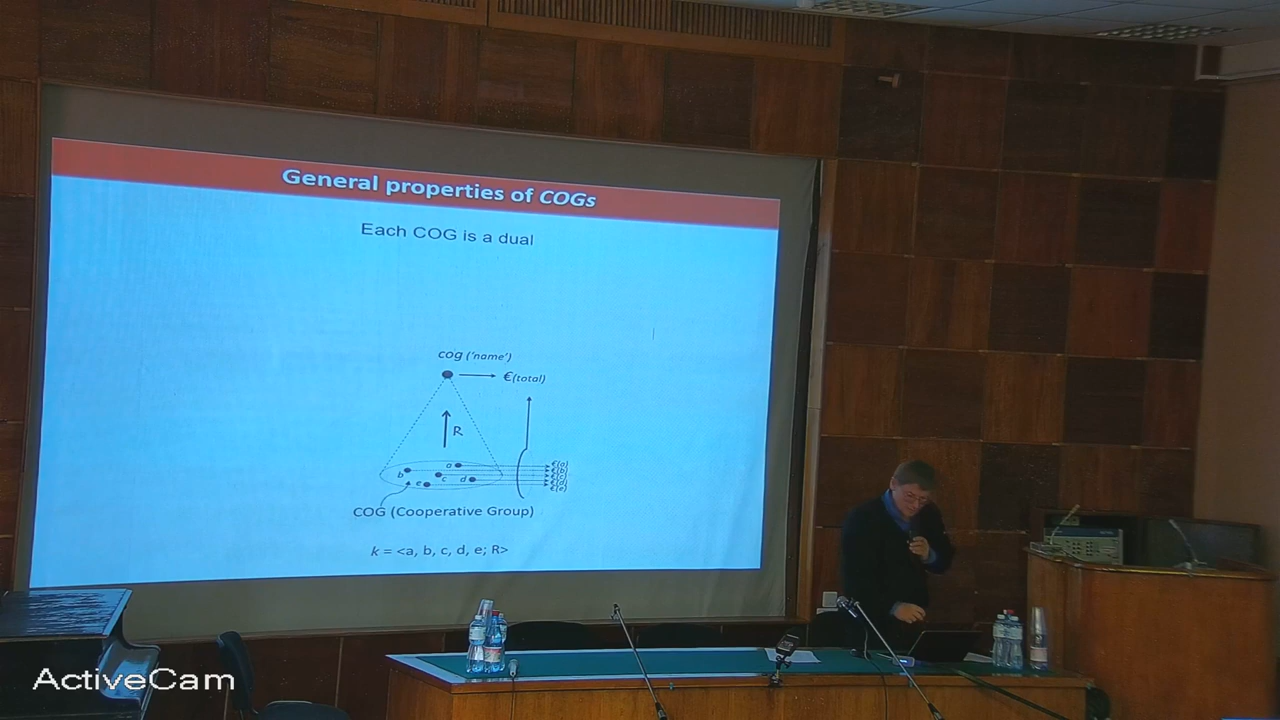 General properties of COGs
Each COG is a dual
cog ('name')
€(total)
R
a
b
c
d
e
€(a)
€(b)
€(c)
€(d)
€(e)
COG (Cooperative Group)
k = <a, b, c, d, e; R>
ActiveCam